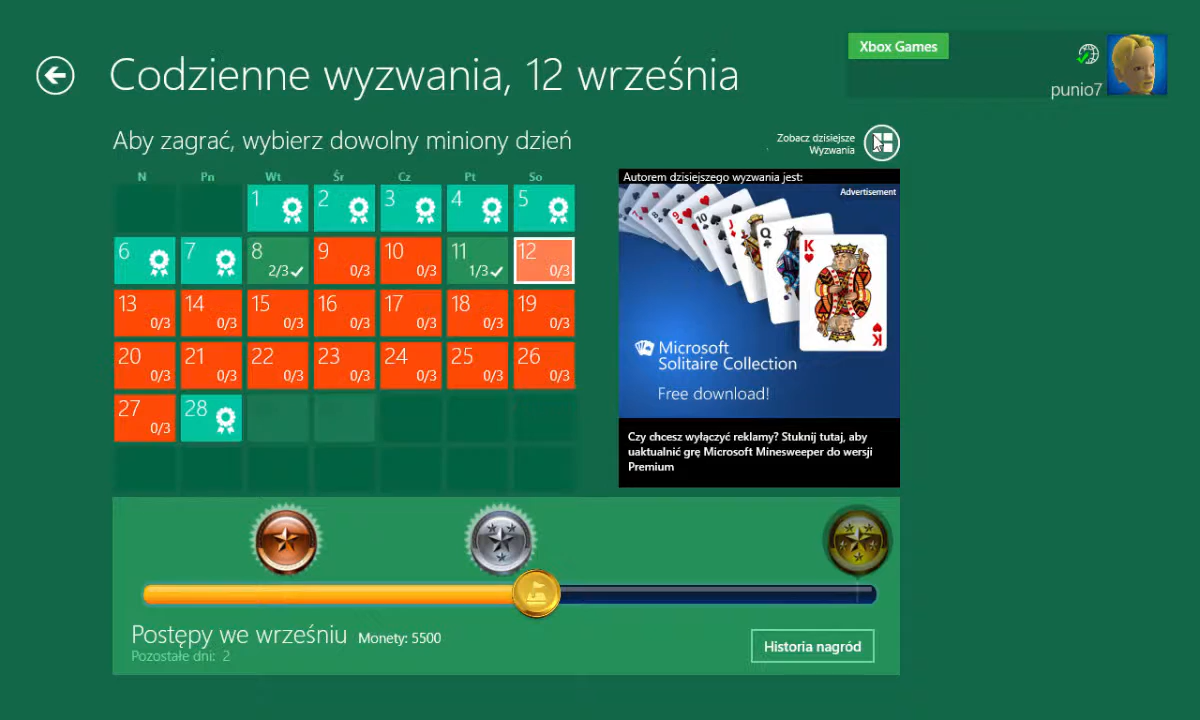 Codzienne wyzwania, 12 września
Xbox Games
punio7
Aby zagrać, wybierz dowolny miniony dzień
Zobacz dzisiejsze
Wyzwania
N Pn Wt Śr Cz Pt So
1 2 3 4 5
6 7 8 2/3 9 0/3 10 0/3 11 1/3 12 0/3
13 0/3 14 0/3 15 0/3 16 0/3 17 0/3 18 0/3 19 0/3
20 0/3 21 0/3 22 0/3 23 0/3 24 0/3 25 0/3 26 0/3
27 0/3 28
Autorem dzisiejszego wyzwania jest:
Advertisement
7 8 9 10 J Q K
K
Microsoft
Solitaire Collection
Free download!
Czy chcesz wyłączyć reklamy? Stuknij tutaj, aby
uaktualnić grę Microsoft Minesweeper do wersji
Premium
Postępy we wrześniu Monety: 5500
Pozostałe dni: 2
Historia nagród